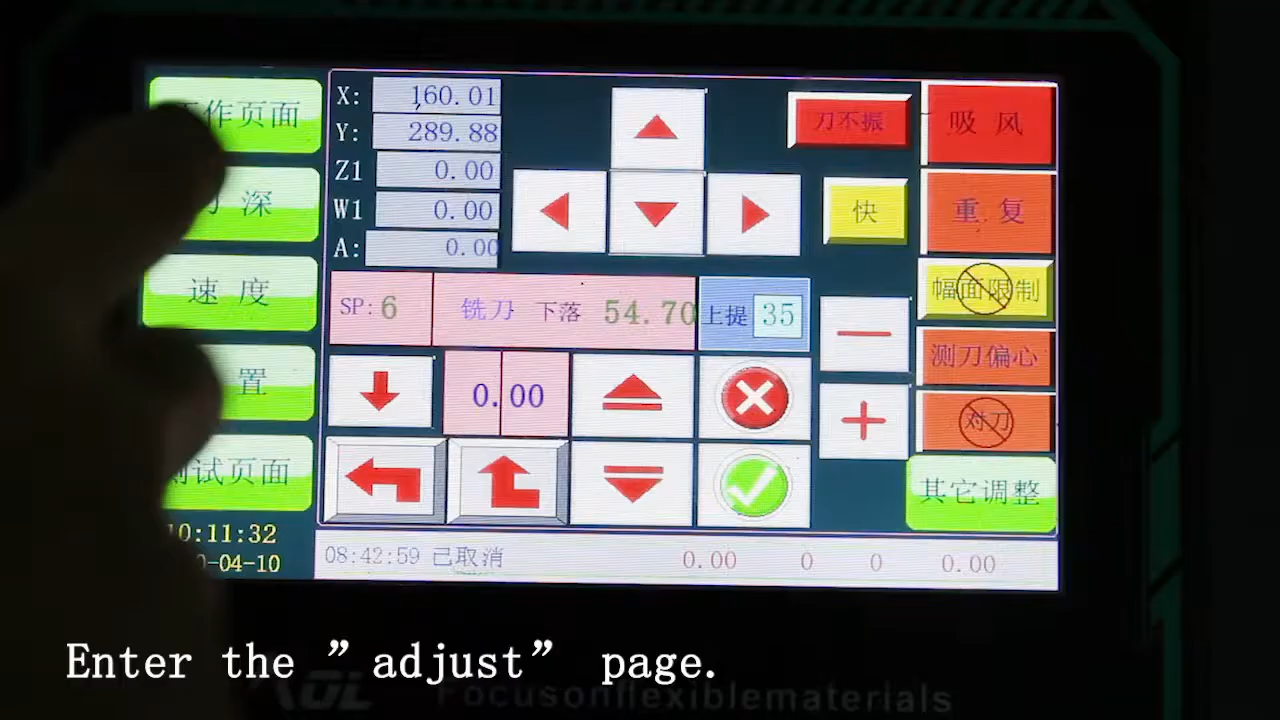 作页面
深
速 度
置
测试页面
10:11:32
0-04-10
X: 160.01
Y: 289.88
Z1 0.00
W1 0.00
A: 0.00
刀不振
吸 风
快
重 复
幅面限制
测刀偏心
对刀
其它调整
SP: 6
铣刀 下落 54.70
上提 35
0.00
08:42:59 已取消 0.00 0 0 0.00
Enter the ”adjust” page.
AOL
Focusonflexiblematerials